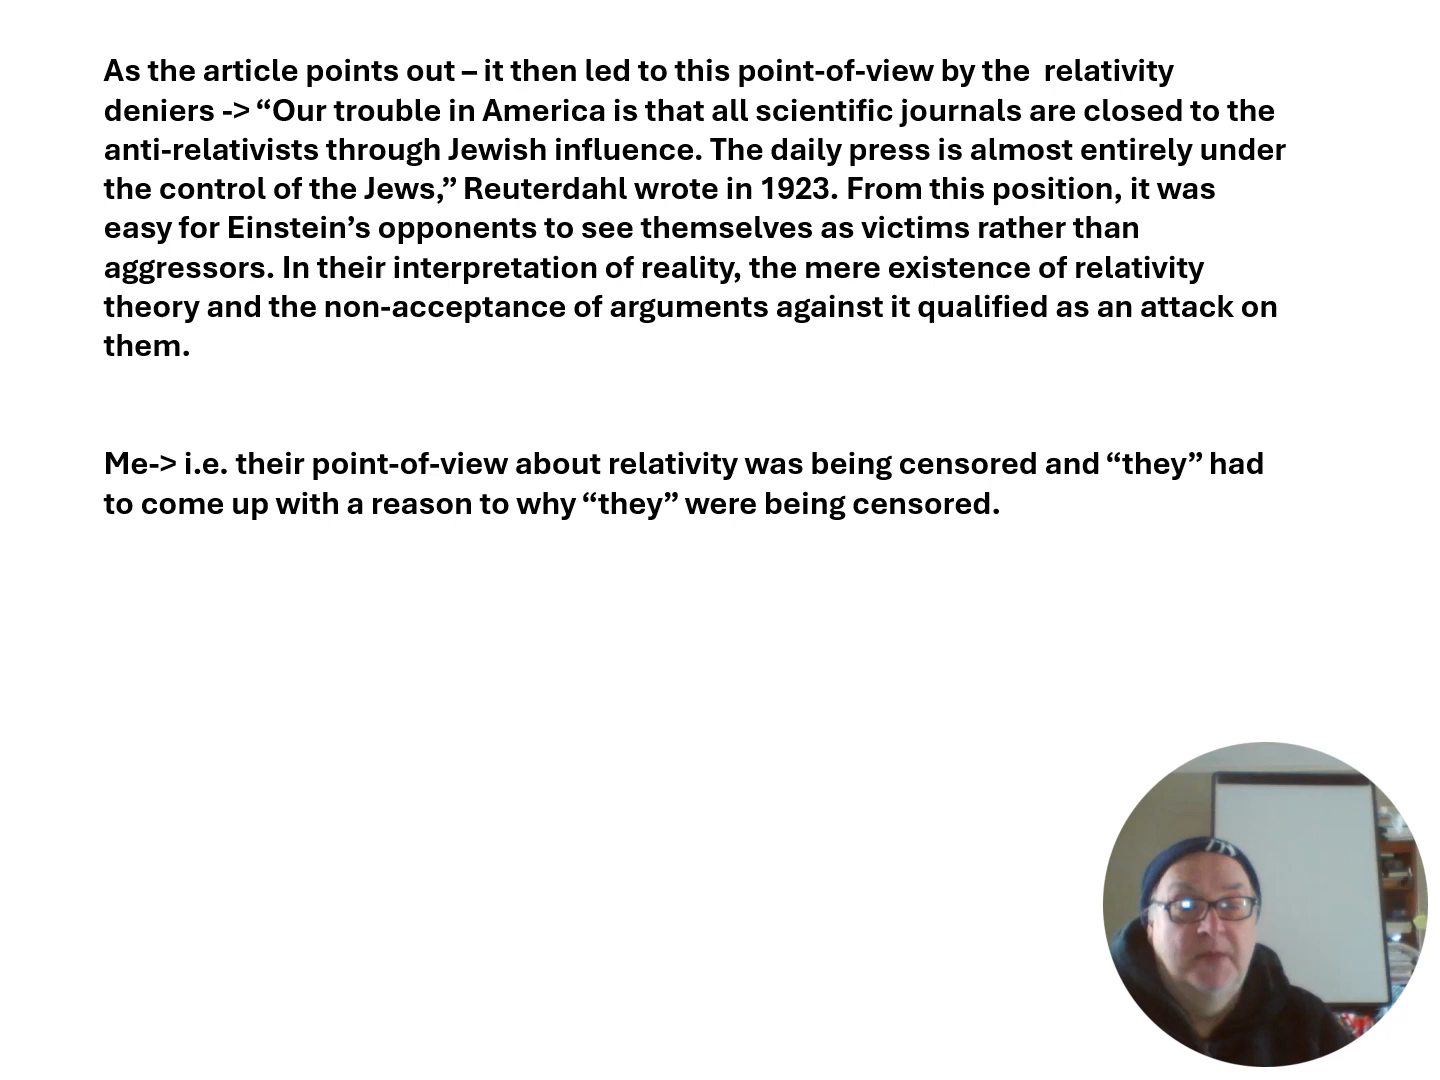 As the article points out – it then led to this point-of-view by the  relativity
deniers -> “Our trouble in America is that all scientific journals are closed to the
anti-relativists through Jewish influence. The daily press is almost entirely under
the control of the Jews,” Reuterdahl wrote in 1923. From this position, it was
easy for Einstein’s opponents to see themselves as victims rather than
aggressors. In their interpretation of reality, the mere existence of relativity
theory and the non-acceptance of arguments against it qualified as an attack on
them.
Me-> i.e. their point-of-view about relativity was being censored and “they” had
to come up with a reason to why “they” were being censored.